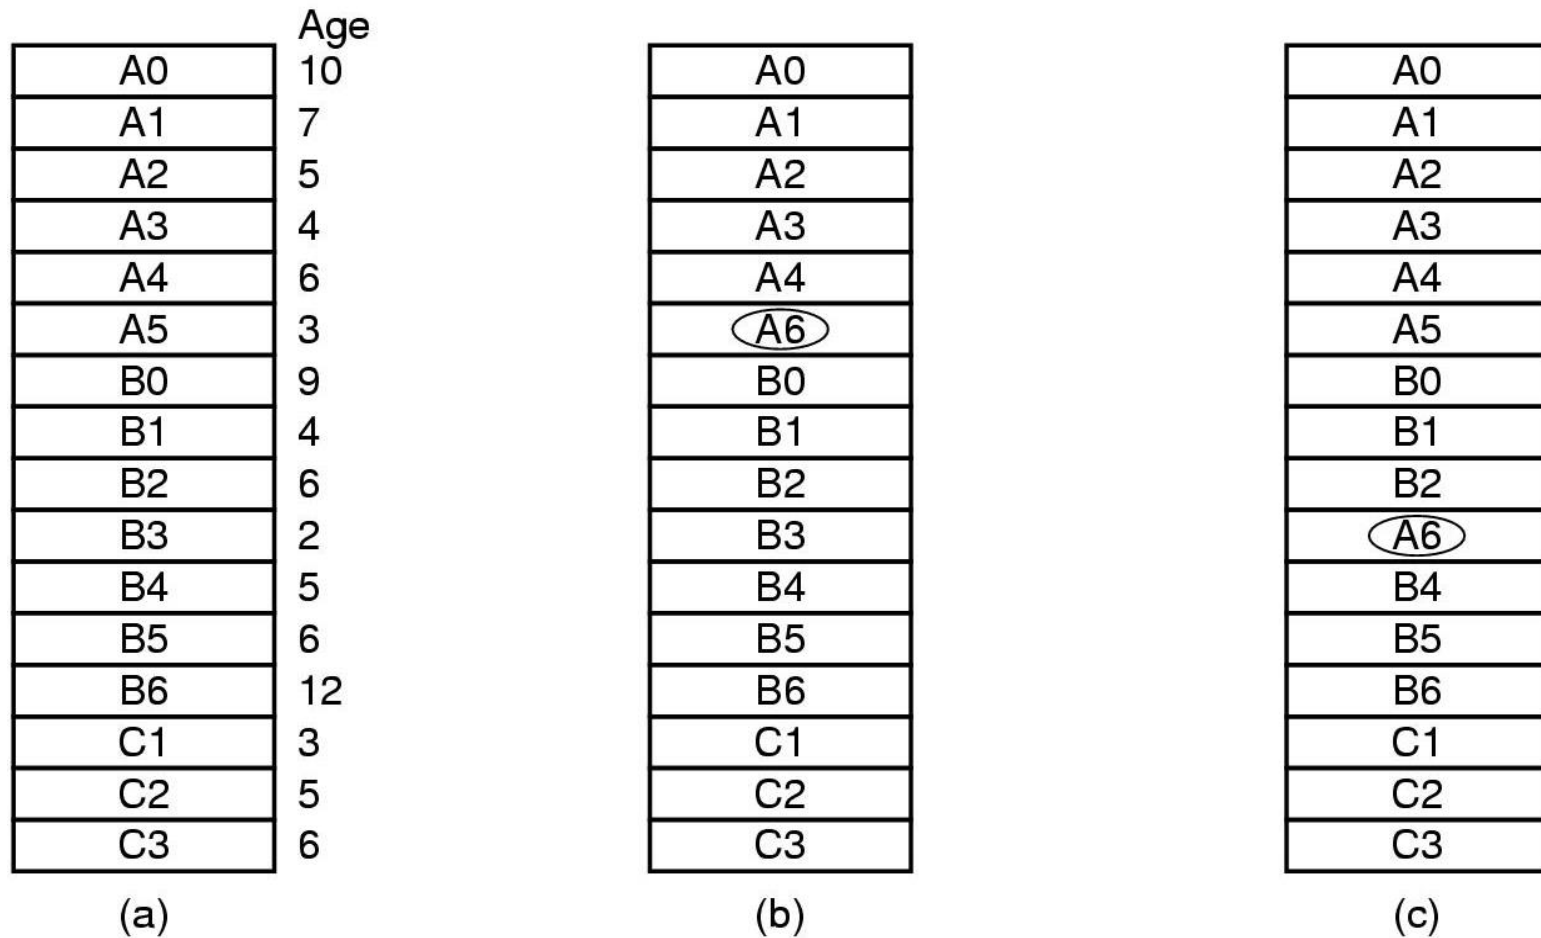 Age
A0 10 A0 A0
A1 7 A1 A1
A2 5 A2 A2
A3 4 A3 A3
A4 6 A4 A4
A5 3 A6 A5
B0 9 B0 B0
B1 4 B1 B1
B2 6 B2 B2
B3 2 B3 A6
B4 5 B4 B4
B5 6 B5 B5
B6 12 B6 B6
C1 3 C1 C1
C2 5 C2 C2
C3 6 C3 C3
(a) (b) (c)